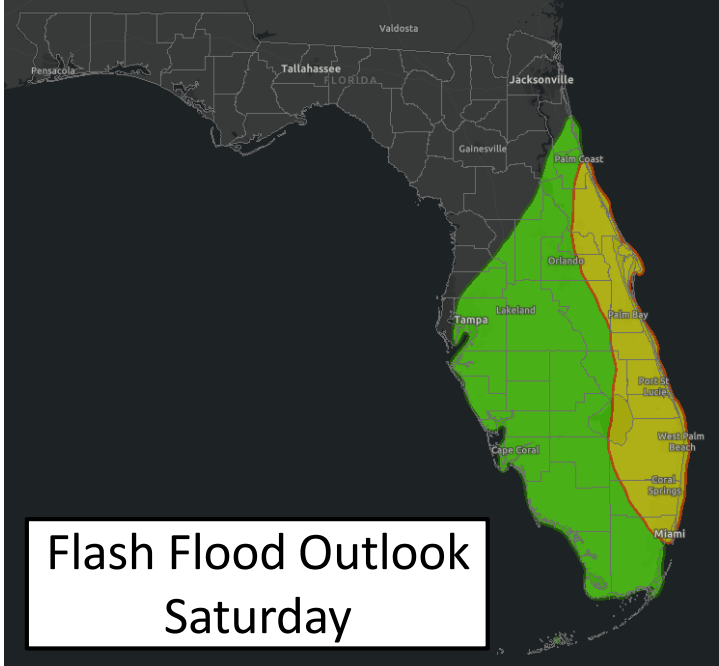 Valdosta
Pensacola
Tallahassee
FLORIDA
Jacksonville
Gainesville
Palm Coast
Orlando
Lakeland
Palm Bay
Tampa
Port St
Lucie
West Palm
Beach
Cape Coral
Coral
Springs
Miami
Flash Flood Outlook
Saturday